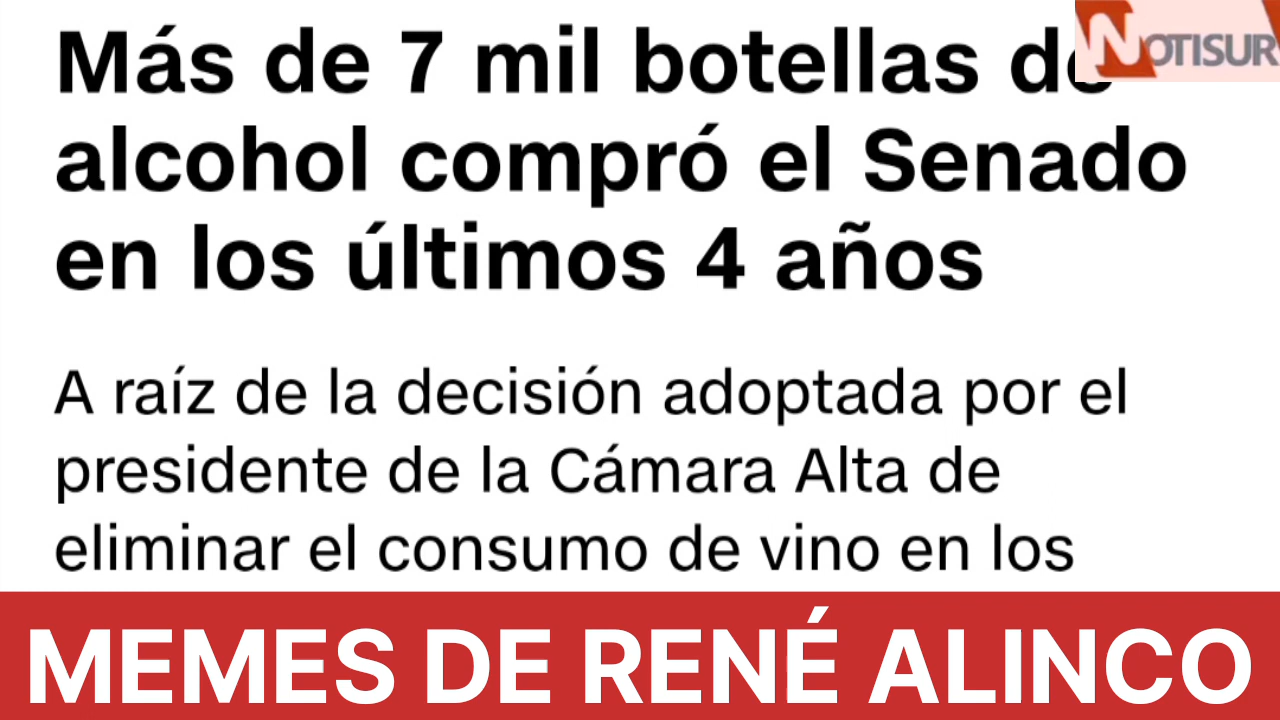 Más de 7 mil botellas de
NOTISUR
alcohol compró el Senado
en los últimos 4 años
A raíz de la decisión adoptada por el
presidente de la Cámara Alta de
eliminar el consumo de vino en los
MEMES DE RENÉ ALINCO